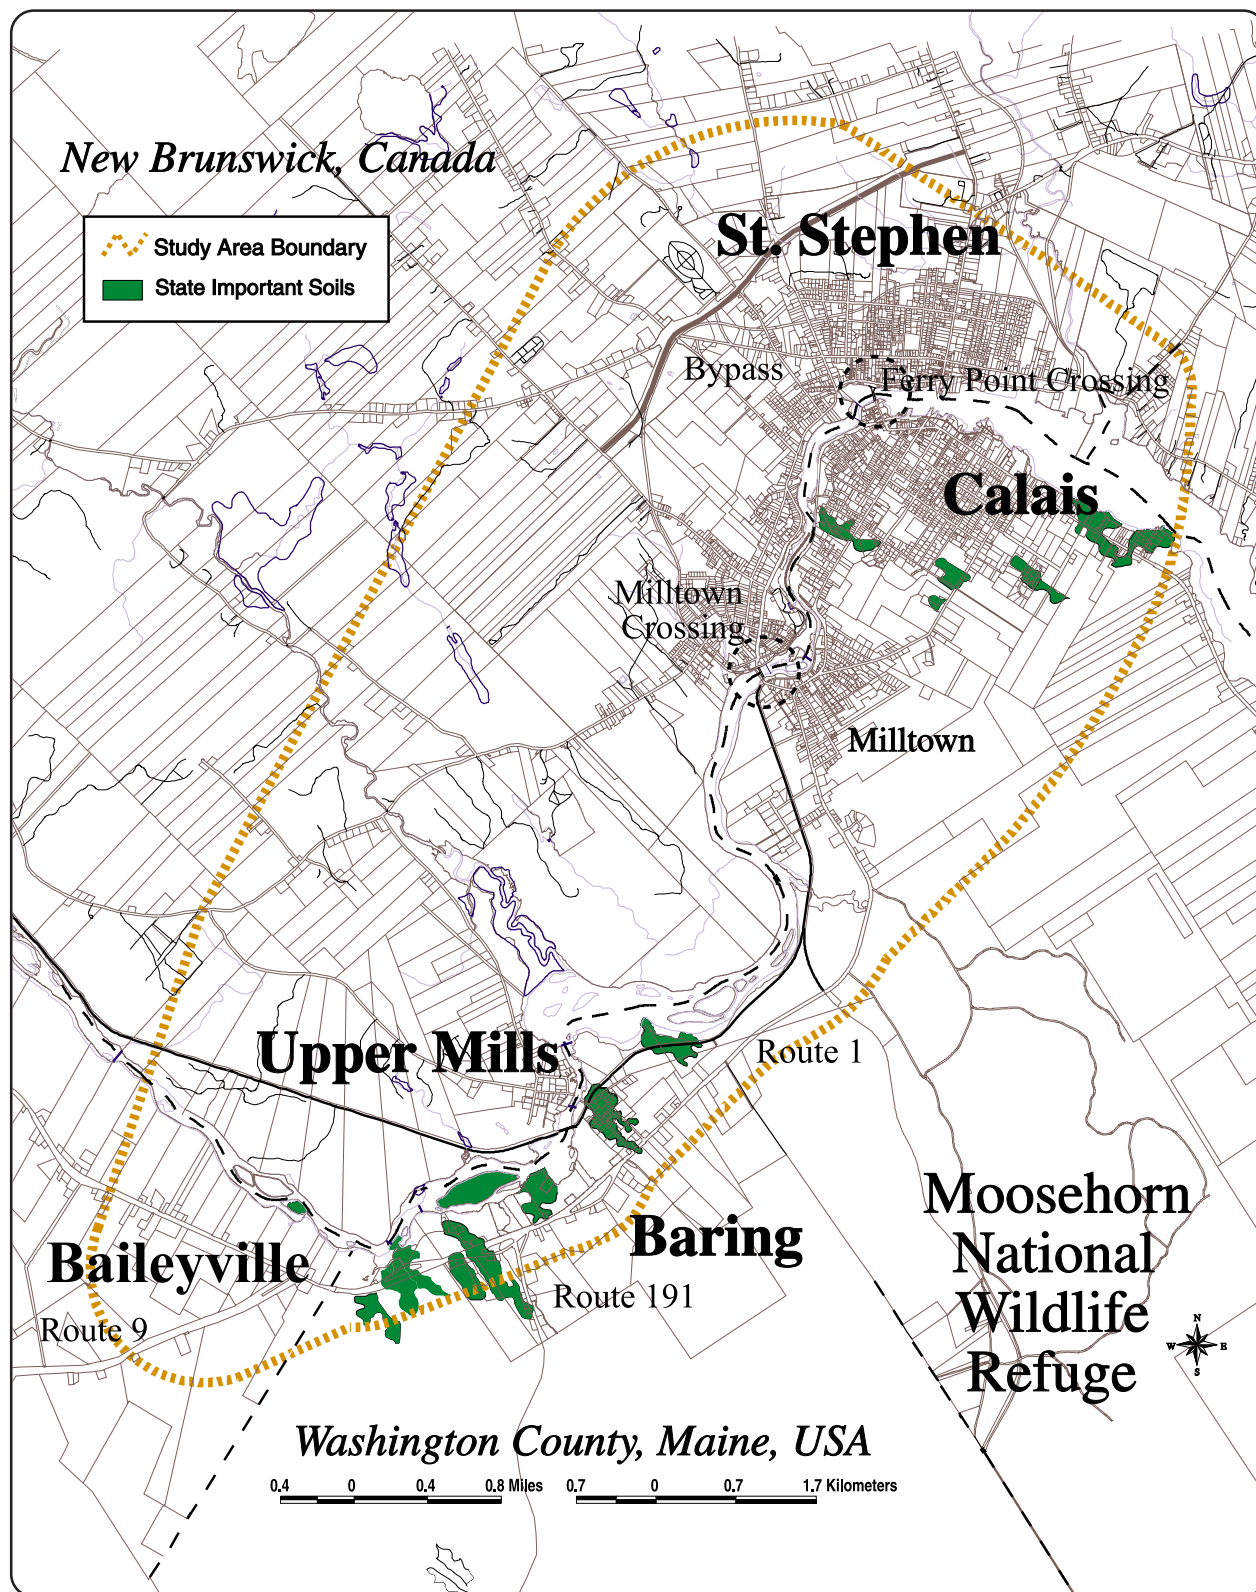 New Brunswick, Canada
Study Area Boundary
State Important Soils
St. Stephen
Bypass
Ferry Point Crossing
Calais
Milltown
Crossing
Milltown
Upper Mills
Route 1
Moosehorn
National
Wildlife
Refuge
Baring
Baileyville
Route 191
Route 9
N
W
E
S
Washington County, Maine, USA
0.4 0 0.4 0.8 Miles
0.7 0 0.7 1.7 Kilometers